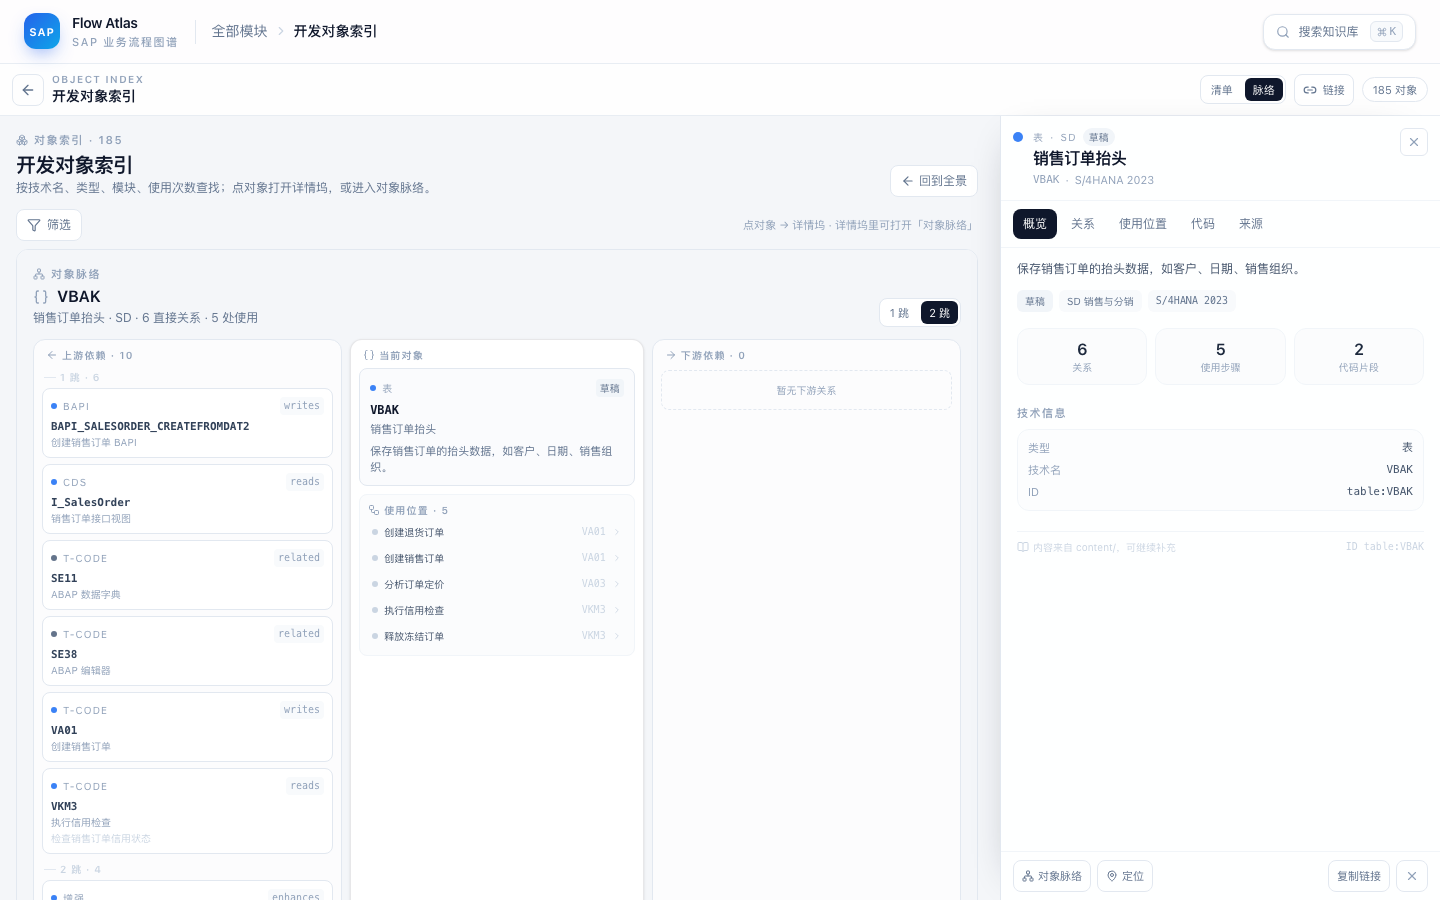 SAP
Flow Atlas
SAP 业务流程图谱
全部模块
开发对象索引
搜索知识库
⌘ K
OBJECT INDEX
开发对象索引
清单
脉络
链接
185 对象
对象索引 · 185
开发对象索引
按技术名、类型、模块、使用次数查找；点对象打开详情坞，或进入对象脉络。
回到全景
筛选
点对象 → 详情坞 · 详情坞里可打开「对象脉络」
对象脉络
{} VBAK
销售订单抬头 · SD · 6 直接关系 · 5 处使用
1 跳
2 跳
← 上游依赖 · 10
— 1 跳 · 6
BAPI
writes
BAPI_SALESORDER_CREATEFROMDAT2
创建销售订单 BAPI
CDS
reads
I_SalesOrder
销售订单接口视图
T-CODE
related
SE11
ABAP 数据字典
T-CODE
related
SE38
ABAP 编辑器
T-CODE
writes
VA01
创建销售订单
T-CODE
reads
VKM3
执行信用检查
检查销售订单信用状态
— 2 跳 · 4
增强
enhances
{} 当前对象
表
草稿
VBAK
销售订单抬头
保存销售订单的抬头数据，如客户、日期、销售组
织。
使用位置 · 5
创建退货订单 VA01
创建销售订单 VA01
分析订单定价 VA03
执行信用检查 VKM3
释放冻结订单 VKM3
→ 下游依赖 · 0
暂无下游关系
表 · SD 草稿
销售订单抬头
VBAK · S/4HANA 2023
概览
关系
使用位置
代码
来源
保存销售订单的抬头数据，如客户、日期、销售组织。
草稿
SD 销售与分销
S/4HANA 2023
6
关系
5
使用步骤
2
代码片段
技术信息
类型 表
技术名 VBAK
ID table:VBAK
内容来自 content/，可继续补充
ID table:VBAK
对象脉络
定位
复制链接